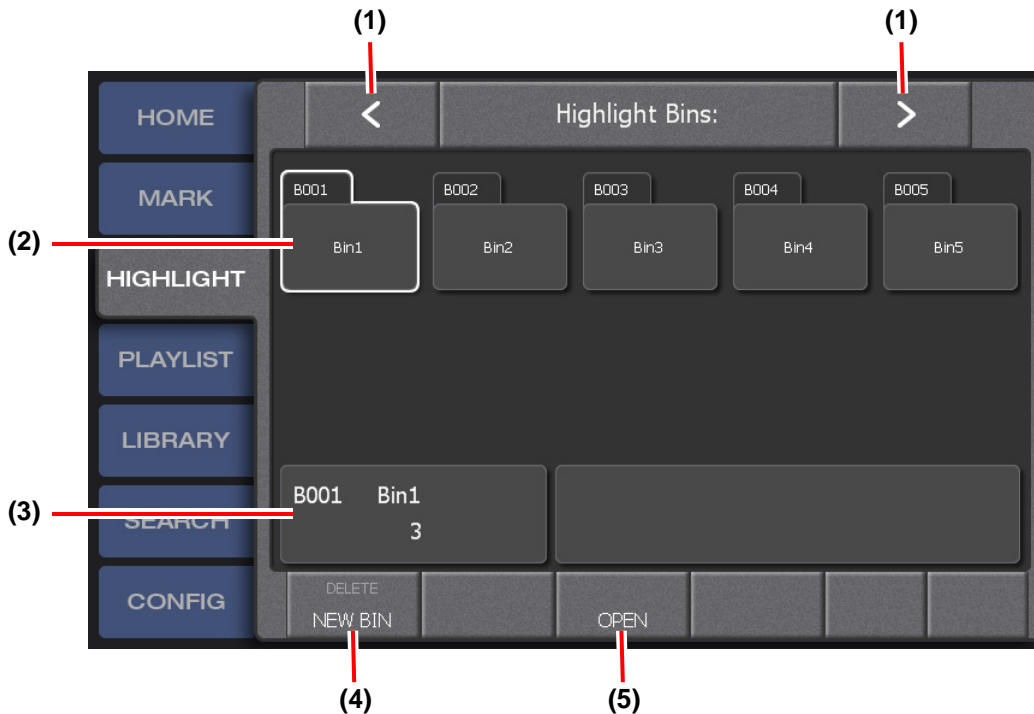 (1) (1)
HOME
< Highlight Bins: >
MARK
B001 B002 B003 B004 B005
(2)
Bin1 Bin2 Bin3 Bin4 Bin5
HIGHLIGHT
PLAYLIST
LIBRARY
B001 Bin1
3
(3)
SEARCH
CONFIG
DELETE
NEW BIN OPEN
(4) (5)